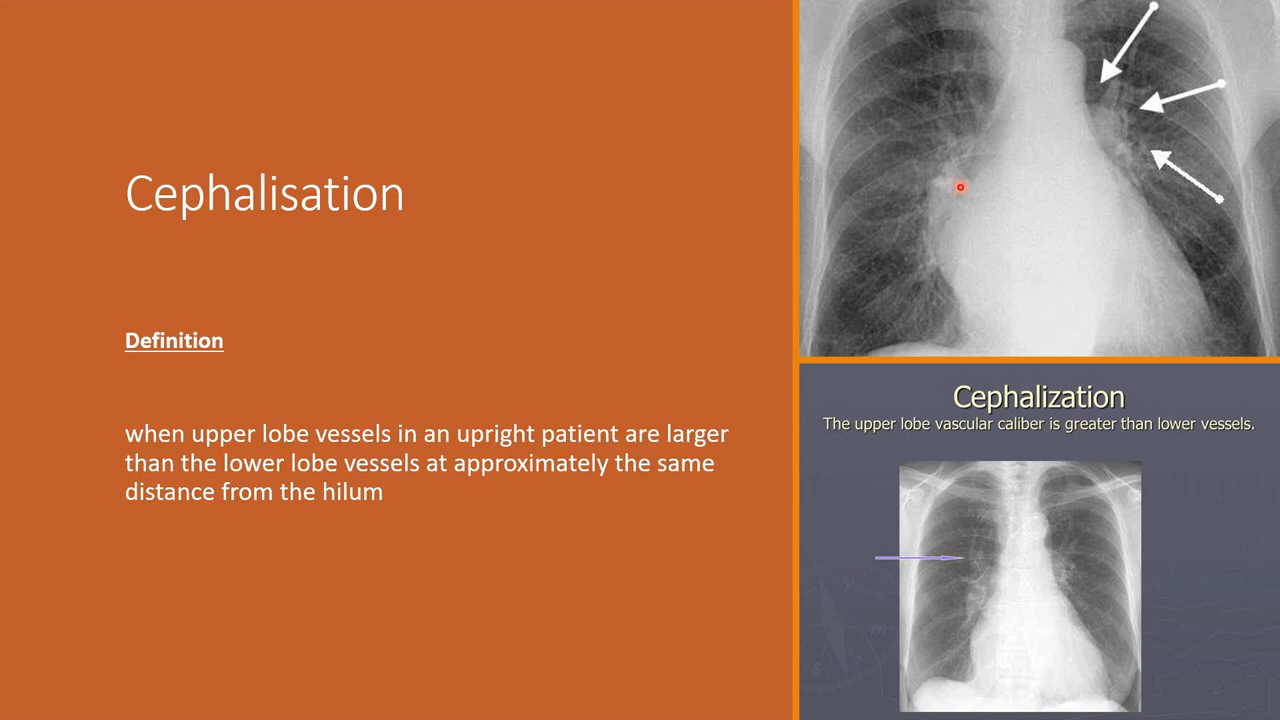 Cephalisation
Definition
when upper lobe vessels in an upright patient are larger
than the lower lobe vessels at approximately the same
distance from the hilum
Cephalization
The upper lobe vascular caliber is greater than lower vessels.